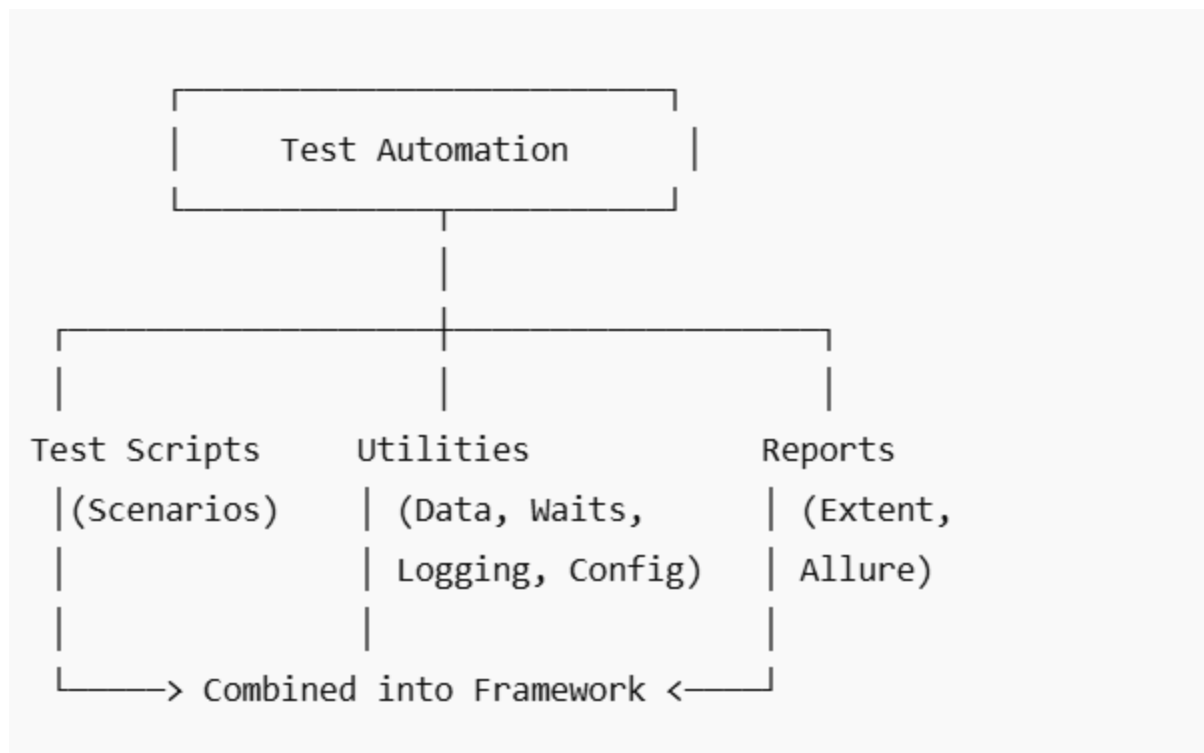 Test Automation
Test Scripts Utilities Reports
(Scenarios) (Data, Waits, (Extent,
Logging, Config) Allure)
> Combined into Framework <